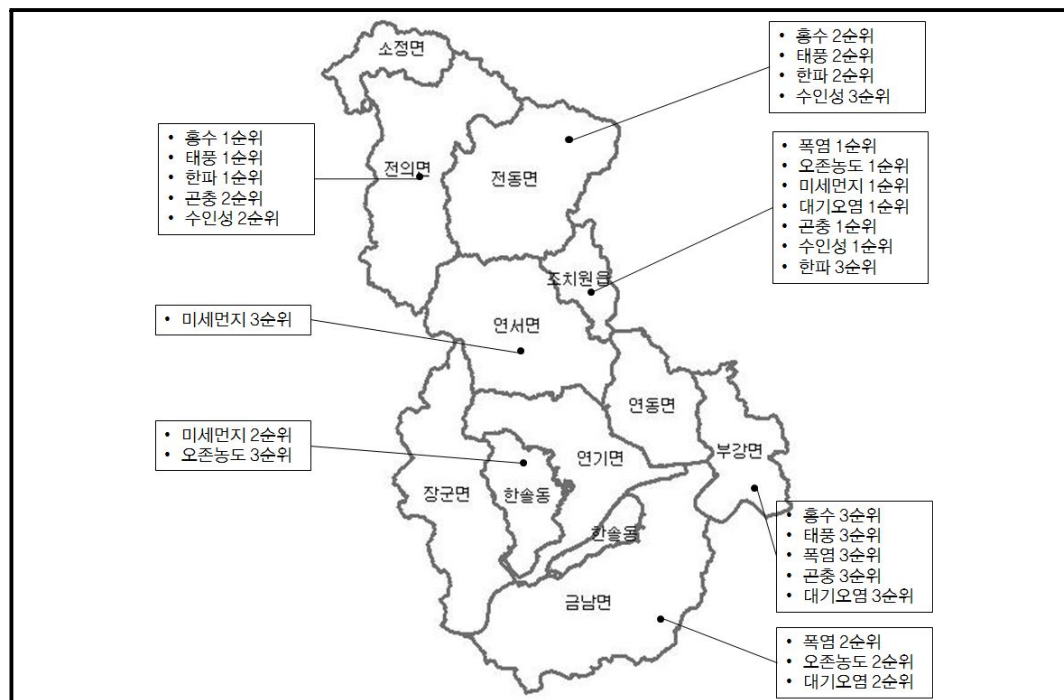 소정면
• 홍수 2순위
• 태풍 2순위
• 한파 2순위
• 수인성 3순위
• 홍수 1순위
• 태풍 1순위
• 한파 1순위
• 곤충 2순위
• 수인성 2순위
전의면
전동면
• 폭염 1순위
• 오존농도 1순위
• 미세먼지 1순위
• 대기오염 1순위
• 곤충 1순위
• 수인성 1순위
• 한파 3순위
조치원읍
• 미세먼지 3순위
연서면
연동면
• 미세먼지 2순위
• 오존농도 3순위
연기면
부강면
장군면
한솔동
한솔동
• 홍수 3순위
• 태풍 3순위
• 폭염 3순위
• 곤충 3순위
• 대기오염 3순위
금남면
• 폭염 2순위
• 오존농도 2순위
• 대기오염 2순위